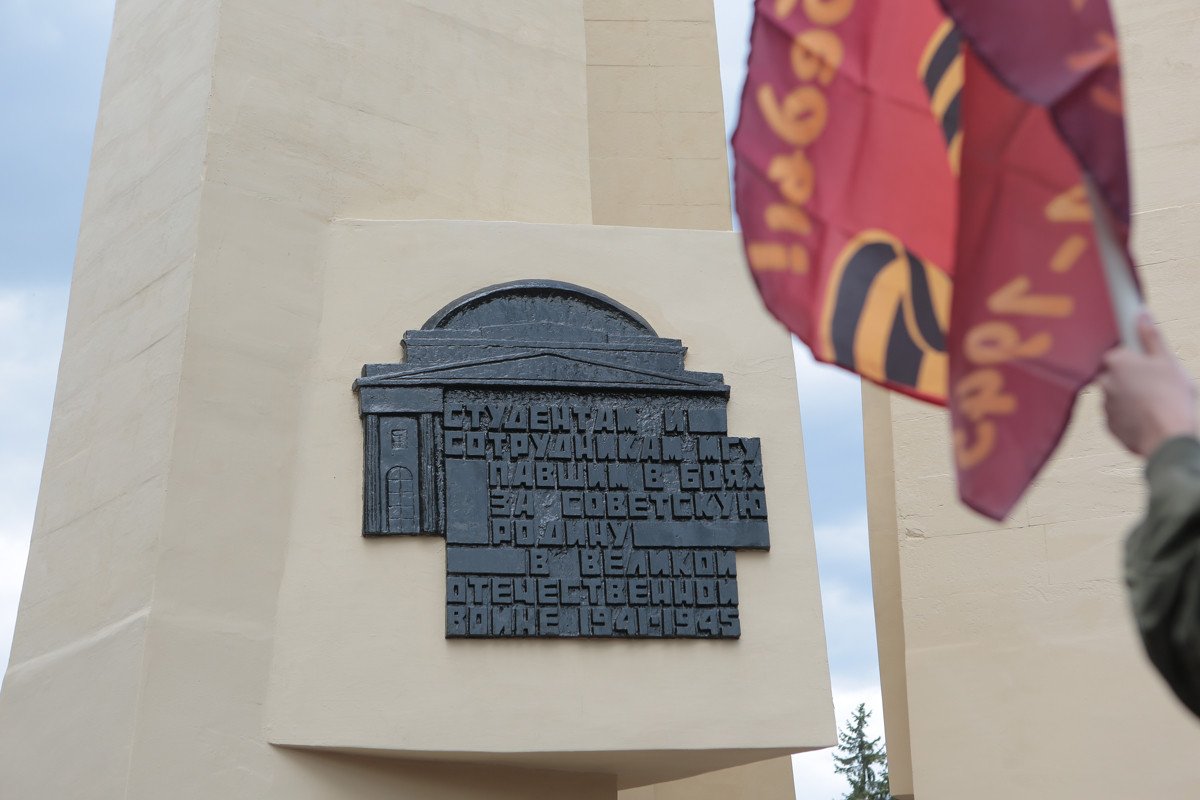 СТУДЕНТАМ И
СОТРУДНИКАМ МГУ
ПАВШИМ В БОЯХ
ЗА СОВЕТСКУЮ
РОДИНУ
В ВЕЛИКОЙ
ОТЕЧЕСТВЕННОЙ
ВОЙНЕ 1941-1945